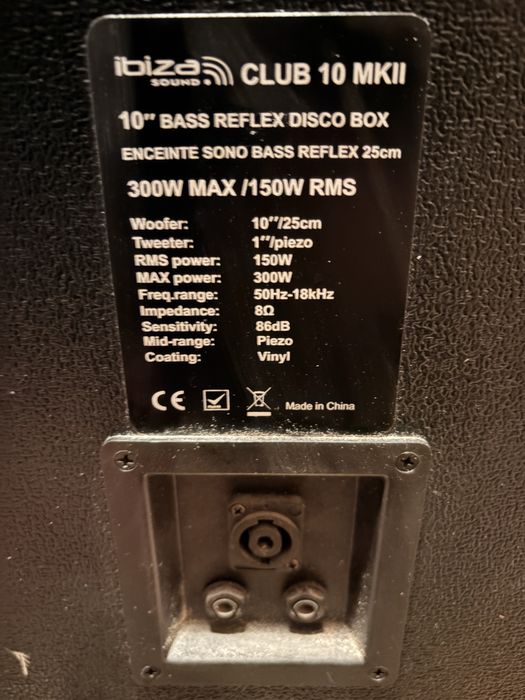 ibiza SOUND CLUB 10 MKII
10" BASS REFLEX DISCO BOX
ENCEINTE SONO BASS REFLEX 25cm
300W MAX /150W RMS
Woofer: 10"/25cm
Tweeter: 1"/piezo
RMS power: 150W
MAX power: 300W
Freq.range: 50Hz-18kHz
Impedance: 8Ω
Sensitivity: 86dB
Mid-range: Piezo
Coating: Vinyl
CE Made in China